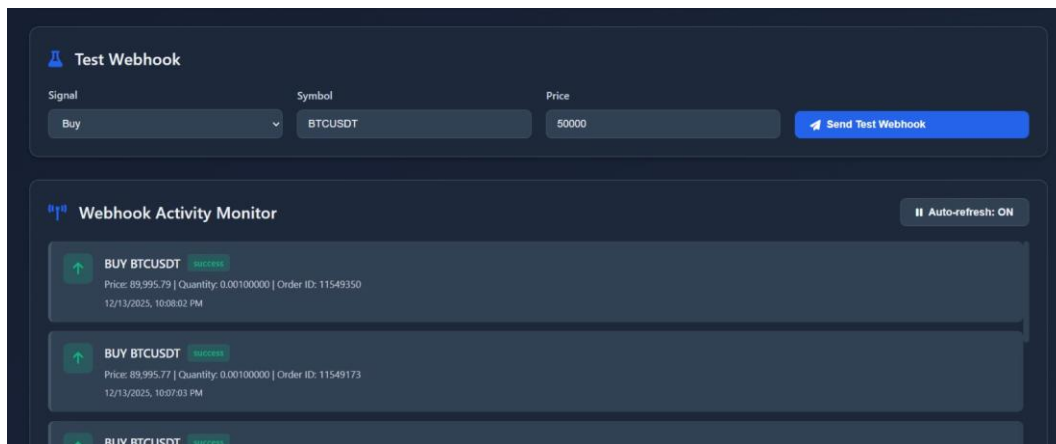 Test Webhook
Signal Symbol Price
Buy BTCUSDT 50000 Send Test Webhook
Webhook Activity Monitor Auto-refresh: ON
BUY BTCUSDT success
Price: 89,995.79 | Quantity: 0.00100000 | Order ID: 11549350
12/13/2025, 10:08:02 PM
BUY BTCUSDT success
Price: 89,995.77 | Quantity: 0.00100000 | Order ID: 11549173
12/13/2025, 10:07:03 PM
BUY BTCUSDT success